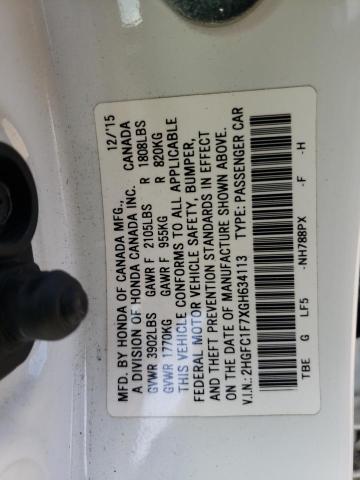 MFD. BY HONDA OF CANADA MFG., 12/'15
A DIVISION OF HONDA CANADA INC. CANADA
GVWR 3902LBS GAWR F 2105LBS R 1808LBS
GVWR 1770KG GAWR F 955KG R 820KG
THIS VEHICLE CONFORMS TO ALL APPLICABLE
FEDERAL MOTOR VEHICLE SAFETY, BUMPER,
AND THEFT PREVENTION STANDARDS IN EFFECT
ON THE DATE OF MANUFACTURE SHOWN ABOVE.
V.I.N.: 2HGFC1F7XGH634113 TYPE: PASSENGER CAR
TBE G LF5 -NH788PX -F -H